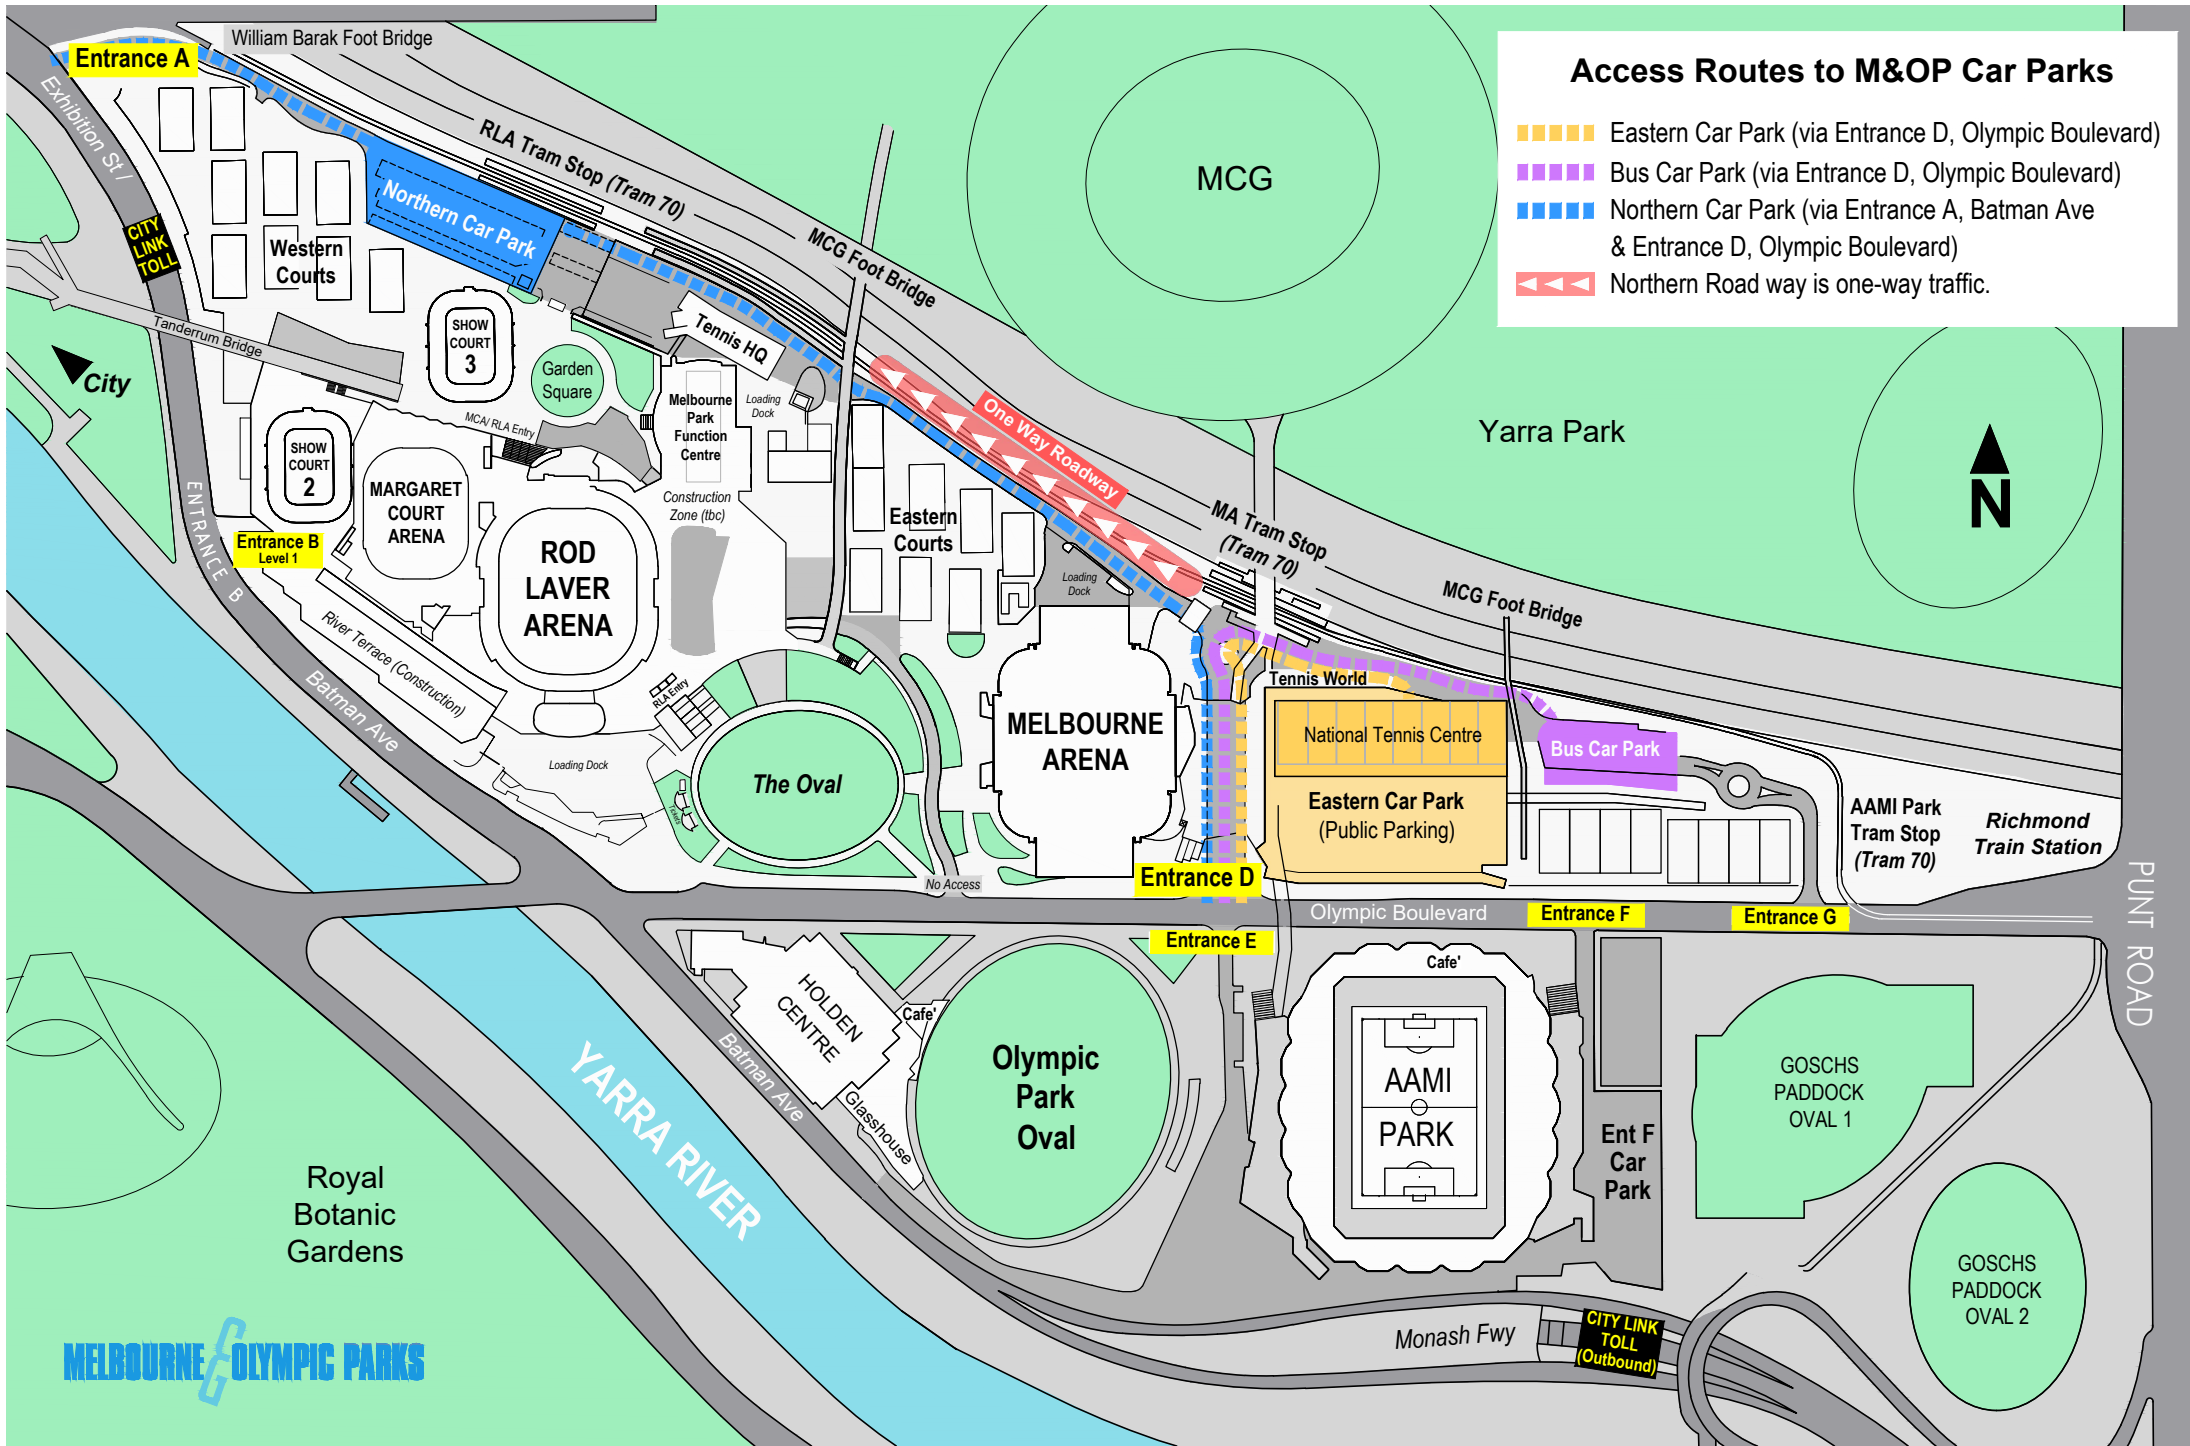 Access Routes to M&OP Car Parks
Eastern Car Park (via Entrance D, Olympic Boulevard)
Bus Car Park (via Entrance D, Olympic Boulevard)
Northern Car Park (via Entrance A, Batman Ave
& Entrance D, Olympic Boulevard)
Northern Road way is one-way traffic.
William Barak Foot Bridge
Entrance A
Exhibition St /
RLA Tram Stop (Tram 70)
MCG
CITY
LINK
TOLL
Northern Car Park
Western
Courts
MCG Foot Bridge
Tanderrum Bridge
City
SHOW
COURT
3
Tennis HQ
Garden
Square
Melbourne
Park
Function
Centre
Loading
Dock
MCA/ RLA Entry
One Way Roadway
Yarra Park
N
SHOW
COURT
2
MARGARET
COURT
ARENA
Construction
Zone (tbc)
Eastern
Courts
MA Tram Stop
(Tram 70)
ENTRANCE B
Entrance B
Level 1
ROD
LAVER
ARENA
Loading
Dock
MCG Foot Bridge
River Terrace (Construction)
Batman Ave
RLA Entry
Tennis World
MELBOURNE
ARENA
National Tennis Centre
Bus Car Park
Loading Dock
The Oval
Tickets
Eastern Car Park
(Public Parking)
AAMI Park
Tram Stop
(Tram 70)
Richmond
Train Station
No Access
Entrance D
Olympic Boulevard
Entrance F
Entrance G
PUNT ROAD
Entrance E
HOLDEN
CENTRE
Cafe'
Cafe'
Glasshouse
Batman Ave
Olympic
Park
Oval
AAMI
PARK
GOSCHS
PADDOCK
OVAL 1
Ent F
Car
Park
YARRA RIVER
Royal
Botanic
Gardens
GOSCHS
PADDOCK
OVAL 2
Monash Fwy
CITY LINK
TOLL
(Outbound)
MELBOURNE & OLYMPIC PARKS